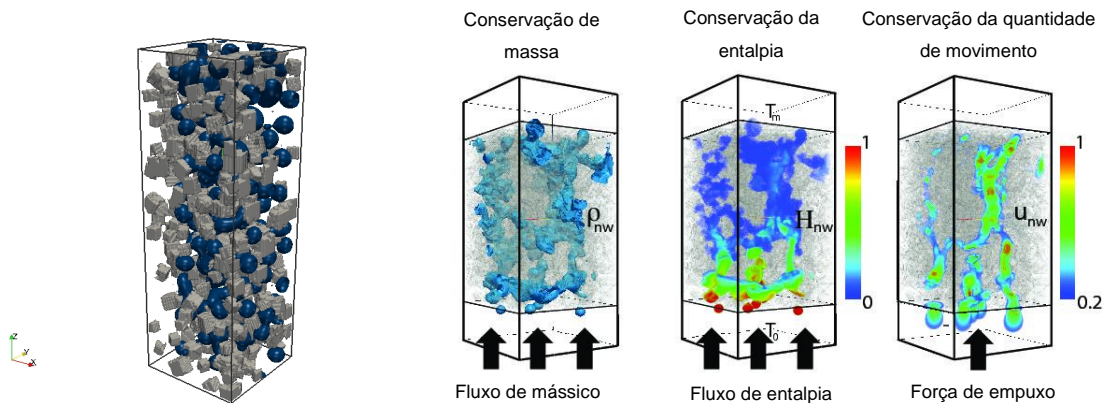 Conservação de
massa
Conservação da
entalpia
Conservação da quantidade
de movimento
Tm
1
1
ρnw
Hnw
unw
0
0.2
T0
Z
Y
X
Fluxo de mássico
Fluxo de entalpia
Força de empuxo